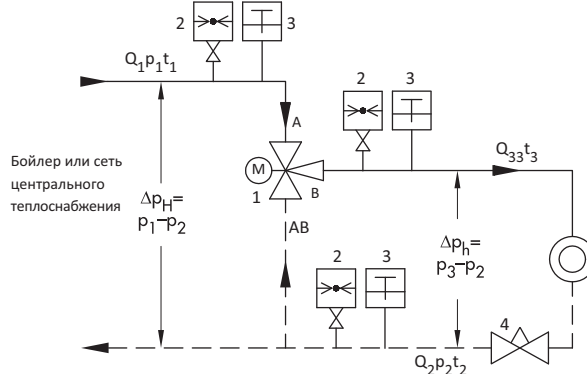 2
3
Q1p1t1
A
2
3
Q33t3
Бойлер или сеть
центрального
теплоснабжения
M
1
B
ΔpH=
p1–p2
AB
Δph=
p3–p2
2
3
4
Q2p2t2